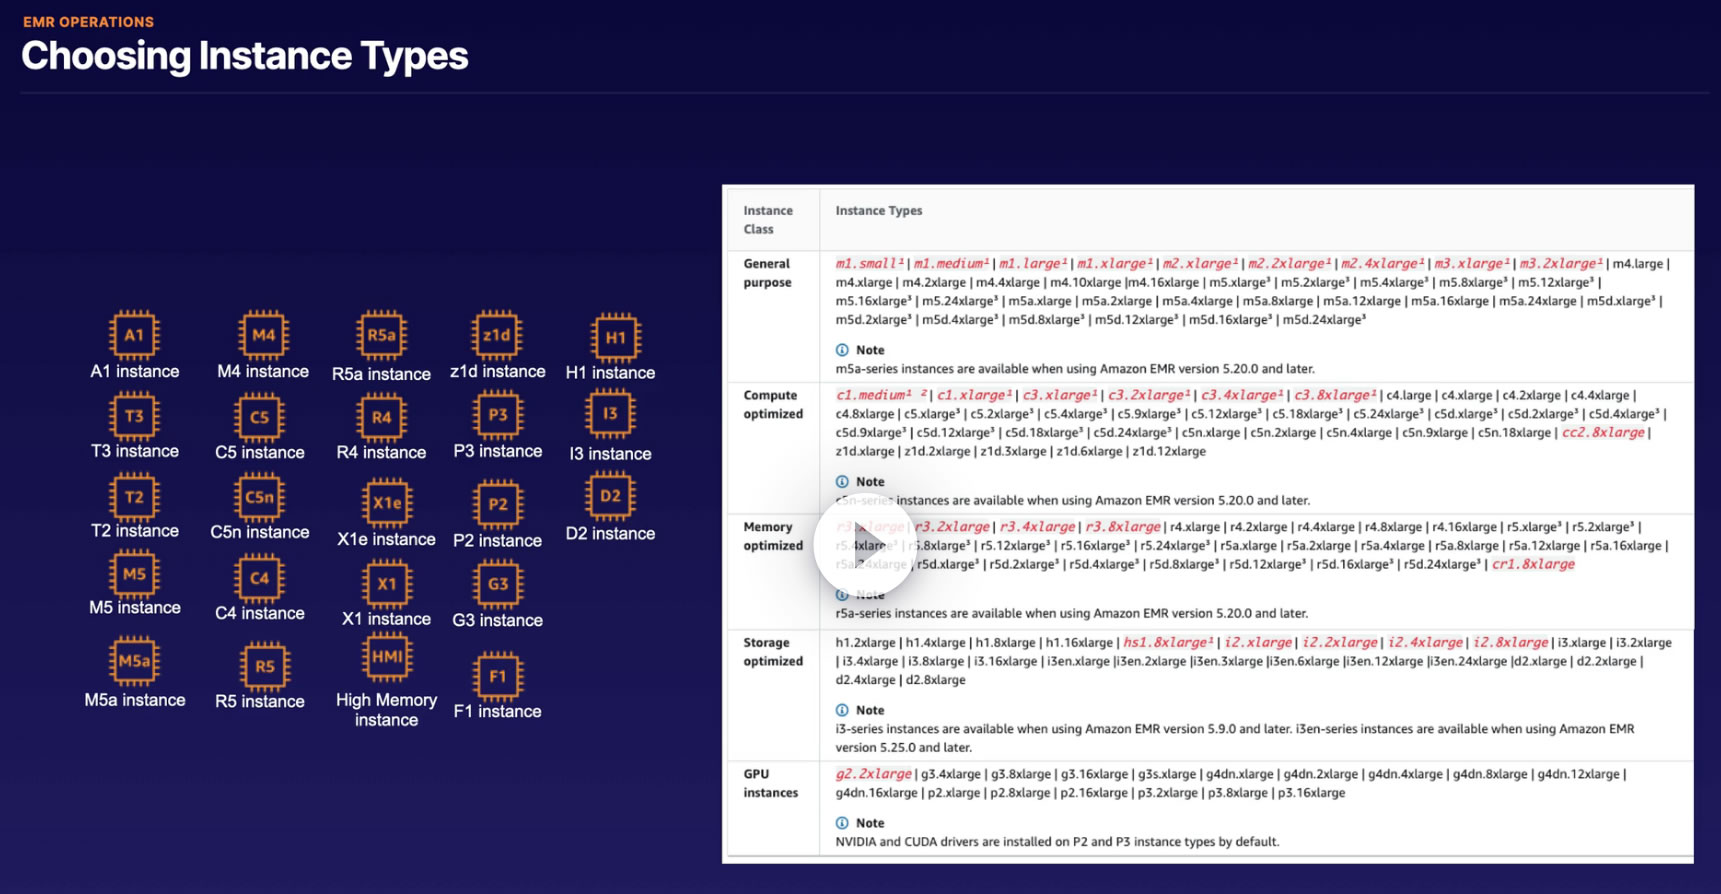 EMR OPERATIONS
Choosing Instance Types
A1
A1 instance
M4
M4 instance
R5a
R5a instance
z1d
z1d instance
H1
H1 instance
T3
T3 instance
C5
C5 instance
R4
R4 instance
P3
P3 instance
I3
I3 instance
T2
T2 instance
C5n
C5n instance
X1e
X1e instance
P2
P2 instance
D2
D2 instance
M5
M5 instance
C4
C4 instance
X1
X1 instance
G3
G3 instance
M5a
M5a instance
R5
R5 instance
HMI
High Memory
instance
F1
F1 instance
Instance
Class
Instance Types
General
purpose
m1.small¹ | m1.medium¹ | m1.large¹ | m1.xlarge¹ | m2.xlarge¹ | m2.2xlarge¹ | m2.4xlarge¹ | m3.xlarge¹ | m3.2xlarge¹ | m4.large |
m4.xlarge | m4.2xlarge | m4.4xlarge | m4.10xlarge |m4.16xlarge | m5.xlarge³ | m5.2xlarge³ | m5.4xlarge³ | m5.8xlarge³ | m5.12xlarge³ |
m5.16xlarge³ | m5.24xlarge³ | m5a.xlarge | m5a.2xlarge | m5a.4xlarge | m5a.8xlarge | m5a.12xlarge | m5a.16xlarge | m5a.24xlarge | m5d.xlarge³ |
m5d.2xlarge³ | m5d.4xlarge³ | m5d.8xlarge³ | m5d.12xlarge³ | m5d.16xlarge³ | m5d.24xlarge³
Note
m5a-series instances are available when using Amazon EMR version 5.20.0 and later.
Compute
optimized
c1.medium¹ ² | c1.xlarge¹ | c3.xlarge¹ | c3.2xlarge¹ | c3.4xlarge¹ | c3.8xlarge¹ | c4.large | c4.xlarge | c4.2xlarge | c4.4xlarge |
c4.8xlarge | c5.xlarge³ | c5.2xlarge³ | c5.4xlarge³ | c5.9xlarge³ | c5.12xlarge³ | c5.18xlarge³ | c5.24xlarge³ | c5d.xlarge³ | c5d.2xlarge³ | c5d.4xlarge³ |
c5d.9xlarge³ | c5d.12xlarge³ | c5d.18xlarge³ | c5d.24xlarge³ | c5n.xlarge | c5n.2xlarge | c5n.4xlarge | c5n.9xlarge | c5n.18xlarge | cc2.8xlarge |
z1d.xlarge | z1d.2xlarge | z1d.3xlarge | z1d.6xlarge | z1d.12xlarge
Note
c5n-series instances are available when using Amazon EMR version 5.20.0 and later.
Memory
optimized
r3.xlarge | r3.2xlarge | r3.4xlarge | r3.8xlarge | r4.xlarge | r4.2xlarge | r4.4xlarge | r4.8xlarge | r4.16xlarge | r5.xlarge³ | r5.2xlarge³ |
r5.4xlarge³ | r5.8xlarge³ | r5.12xlarge³ | r5.16xlarge³ | r5.24xlarge³ | r5a.xlarge | r5a.2xlarge | r5a.4xlarge | r5a.8xlarge | r5a.12xlarge | r5a.16xlarge |
r5a.24xlarge | r5d.xlarge³ | r5d.2xlarge³ | r5d.4xlarge³ | r5d.8xlarge³ | r5d.12xlarge³ | r5d.16xlarge³ | r5d.24xlarge³ | cr1.8xlarge
Note
r5a-series instances are available when using Amazon EMR version 5.20.0 and later.
Storage
optimized
h1.2xlarge | h1.4xlarge | h1.8xlarge | h1.16xlarge | hs1.8xlarge¹ | i2.xlarge | i2.2xlarge | i2.4xlarge | i2.8xlarge | i3.xlarge | i3.2xlarge
| i3.4xlarge | i3.8xlarge | i3.16xlarge | i3en.xlarge |i3en.2xlarge |i3en.3xlarge |i3en.6xlarge |i3en.12xlarge |i3en.24xlarge |d2.xlarge | d2.2xlarge |
d2.4xlarge | d2.8xlarge
Note
i3-series instances are available when using Amazon EMR version 5.9.0 and later. i3en-series instances are available when using Amazon EMR
version 5.25.0 and later.
GPU
instances
g2.2xlarge | g3.4xlarge | g3.8xlarge | g3.16xlarge | g3s.xlarge | g4dn.xlarge | g4dn.2xlarge | g4dn.4xlarge | g4dn.8xlarge | g4dn.12xlarge |
g4dn.16xlarge | p2.xlarge | p2.8xlarge | p2.16xlarge | p3.2xlarge | p3.8xlarge | p3.16xlarge
Note
NVIDIA and CUDA drivers are installed on P2 and P3 instance types by default.